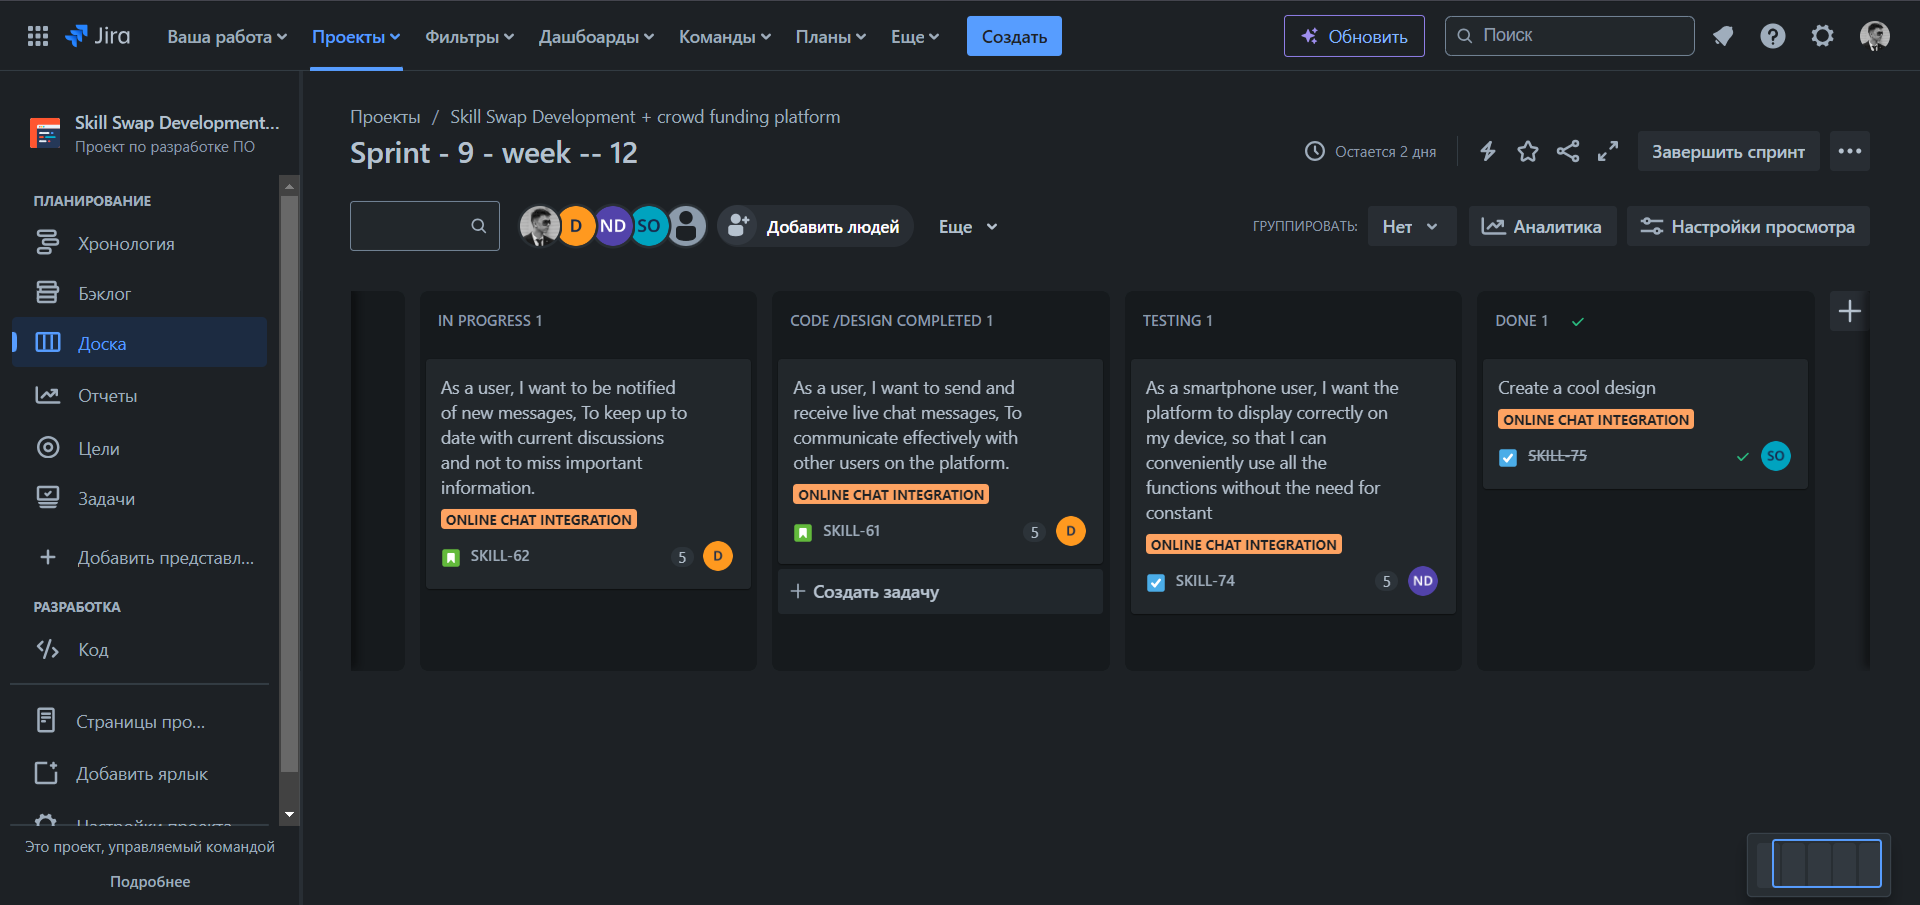 Jira
Ваша работа
Проекты
Фильтры
Дашборды
Команды
Планы
Еще
Создать
Обновить
Поиск
Skill Swap Development...
Проект по разработке ПО
ПЛАНИРОВАНИЕ
Хронология
Бэклог
Доска
Отчеты
Цели
Задачи
Добавить представл...
РАЗРАБОТКА
Код
Страницы про...
Добавить ярлык
Настройки проекта
Это проект, управляемый командой
Подробнее
Проекты / Skill Swap Development + crowd funding platform
Sprint - 9 - week -- 12
Остается 2 дня
Завершить спринт
D
ND
SO
Добавить людей
Еще
ГРУППИРОВАТЬ:
Нет
Аналитика
Настройки просмотра
IN PROGRESS 1
As a user, I want to be notified
of new messages, To keep up to
date with current discussions
and not to miss important
information.
ONLINE CHAT INTEGRATION
SKILL-62
5
D
CODE /DESIGN COMPLETED 1
As a user, I want to send and
receive live chat messages, To
communicate effectively with
other users on the platform.
ONLINE CHAT INTEGRATION
SKILL-61
5
D
Создать задачу
TESTING 1
As a smartphone user, I want the
platform to display correctly on
my device, so that I can
conveniently use all the
functions without the need for
constant
ONLINE CHAT INTEGRATION
SKILL-74
5
ND
DONE 1
Create a cool design
ONLINE CHAT INTEGRATION
SKILL-75
SO